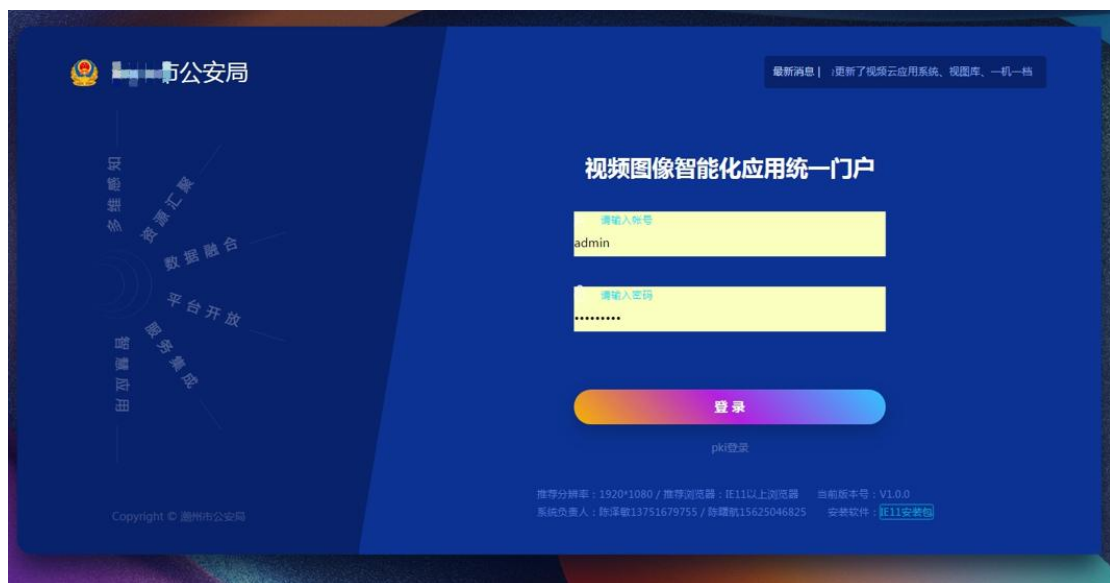 市公安局
最新消息 | 更新了视频云应用系统、视图库、一机一档
多维感知
资源汇聚
数据融合
平台开放
服务集成
视频图像智能化应用统一门户
请输入帐号
admin
请输入密码
•••••••••
登录
pki登录
推荐分辨率：1920*1080 / 推荐浏览器：IE11以上浏览器 当前版本号：V1.0.0
系统负责人：陈泽敏13751679755 / 陈曙航15625046825 安装软件：IE11安装包
Copyright © 潮州市公安局